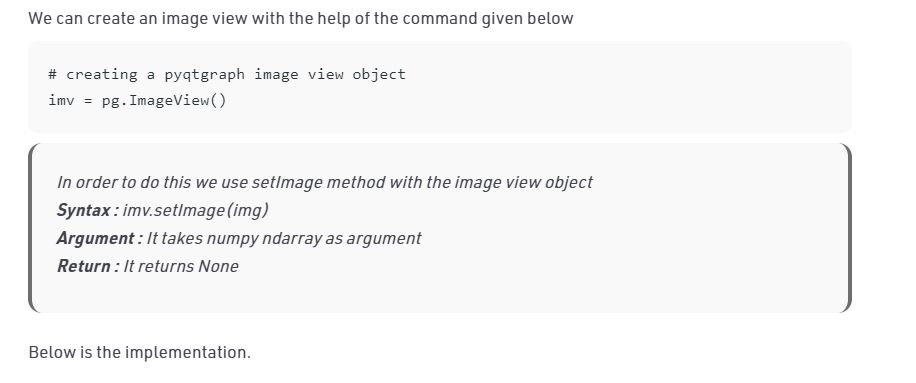 We can create an image view with the help of the command given below
# creating a pyqtgraph image view object
imv = pg.ImageView()
In order to do this we use setImage method with the image view object
Syntax : imv.setImage(img)
Argument : It takes numpy ndarray as argument
Return : It returns None
Below is the implementation.